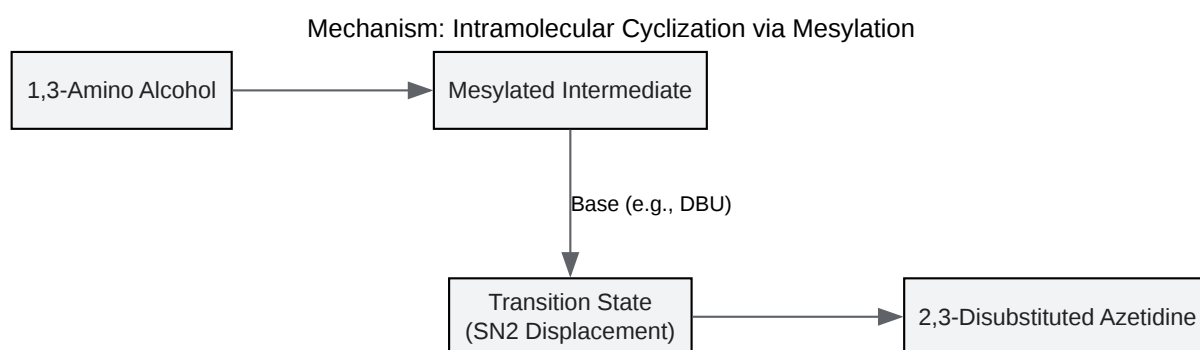 Mechanism: Intramolecular Cyclization via Mesylation
1,3-Amino Alcohol
Mesylated Intermediate
Base (e.g., DBU)
Transition State
(SN2 Displacement)
2,3-Disubstituted Azetidine